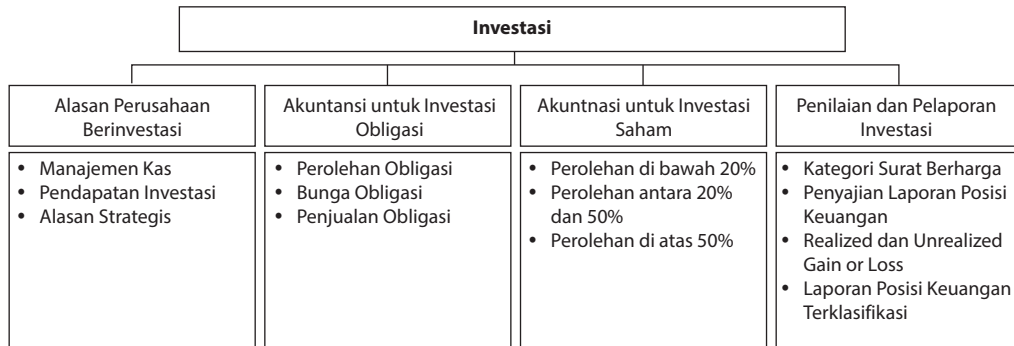 Investasi
Alasan Perusahaan
Berinvestasi
• Manajemen Kas
• Pendapatan Investasi
• Alasan Strategis
Akuntansi untuk Investasi
Obligasi
• Perolehan Obligasi
• Bunga Obligasi
• Penjualan Obligasi
Akuntnasi untuk Investasi
Saham
• Perolehan di bawah 20%
• Perolehan antara 20%
dan 50%
• Perolehan di atas 50%
Penilaian dan Pelaporan
Investasi
• Kategori Surat Berharga
• Penyajian Laporan Posisi
Keuangan
• Realized dan Unrealized
Gain or Loss
• Laporan Posisi Keuangan
Terklasifikasi